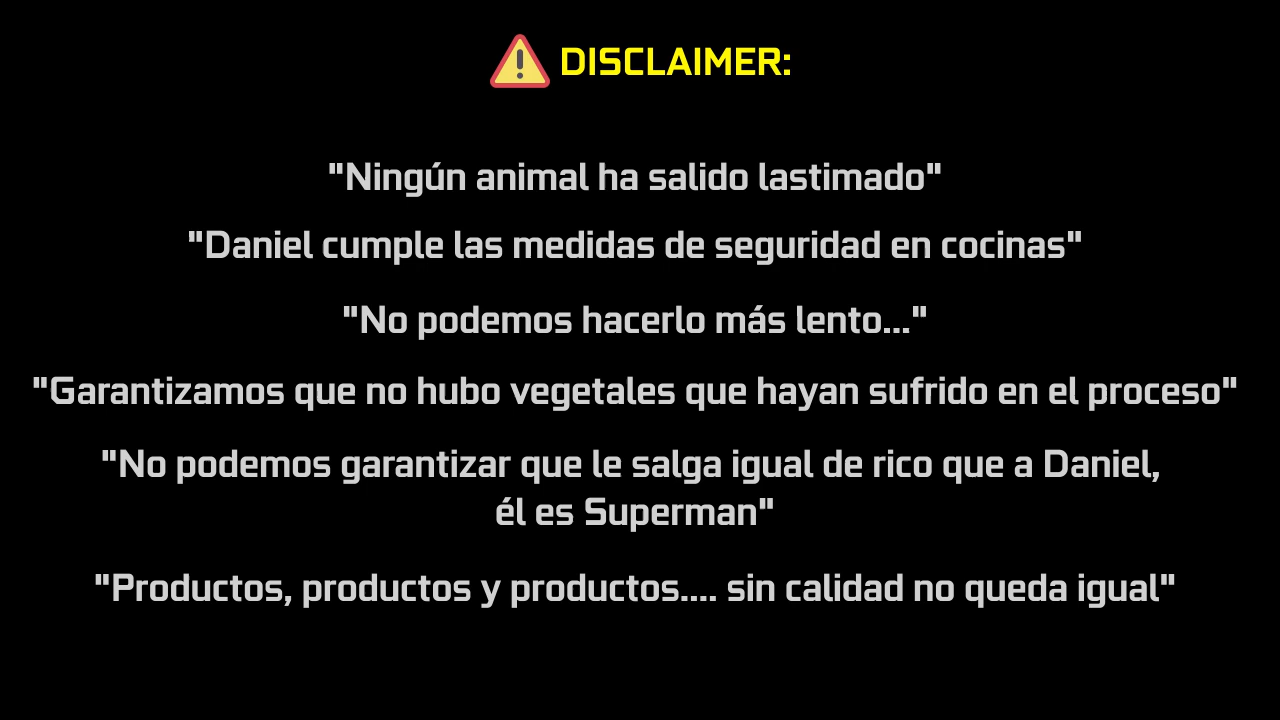 DISCLAIMER:
"Ningún animal ha salido lastimado"
"Daniel cumple las medidas de seguridad en cocinas"
"No podemos hacerlo más lento..."
"Garantizamos que no hubo vegetales que hayan sufrido en el proceso"
"No podemos garantizar que le salga igual de rico que a Daniel,
él es Superman"
"Productos, productos y productos.... sin calidad no queda igual"